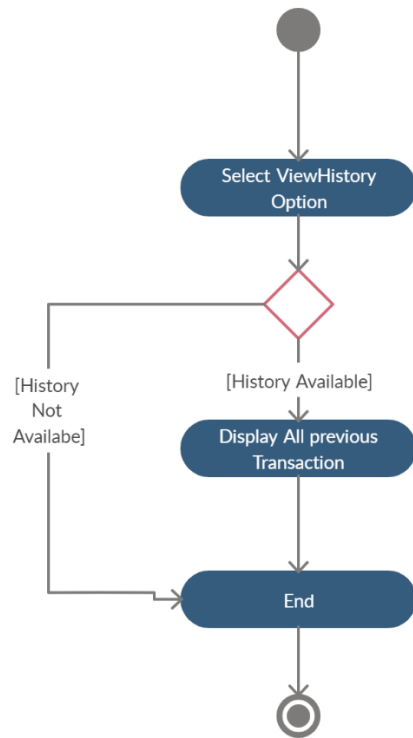 Select ViewHistory
Option
[History
Not
Availabe]
[History Available]
Display All previous
Transaction
End